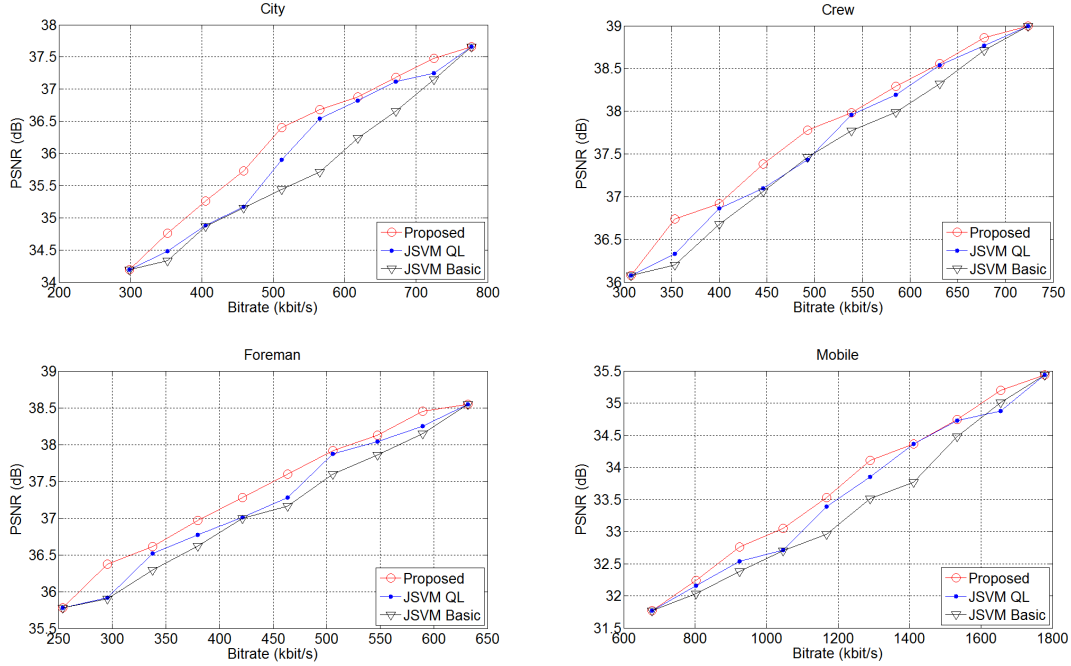 City
38
37.5
37
36.5
36
35.5
35
34.5
34
200 300 400 500 600 700 800
PSNR (dB)
Bitrate (kbit/s)
Proposed
JSVM QL
JSVM Basic
Crew
39
38.5
38
37.5
37
36.5
36
300 350 400 450 500 550 600 650 700 750
PSNR (dB)
Bitrate (kbit/s)
Proposed
JSVM QL
JSVM Basic
Foreman
39
38.5
38
37.5
37
36.5
36
35.5
250 300 350 400 450 500 550 600 650
PSNR (dB)
Bitrate (kbit/s)
Proposed
JSVM QL
JSVM Basic
Mobile
35.5
35
34.5
34
33.5
33
32.5
32
31.5
600 800 1000 1200 1400 1600 1800
PSNR (dB)
Bitrate (kbit/s)
Proposed
JSVM QL
JSVM Basic